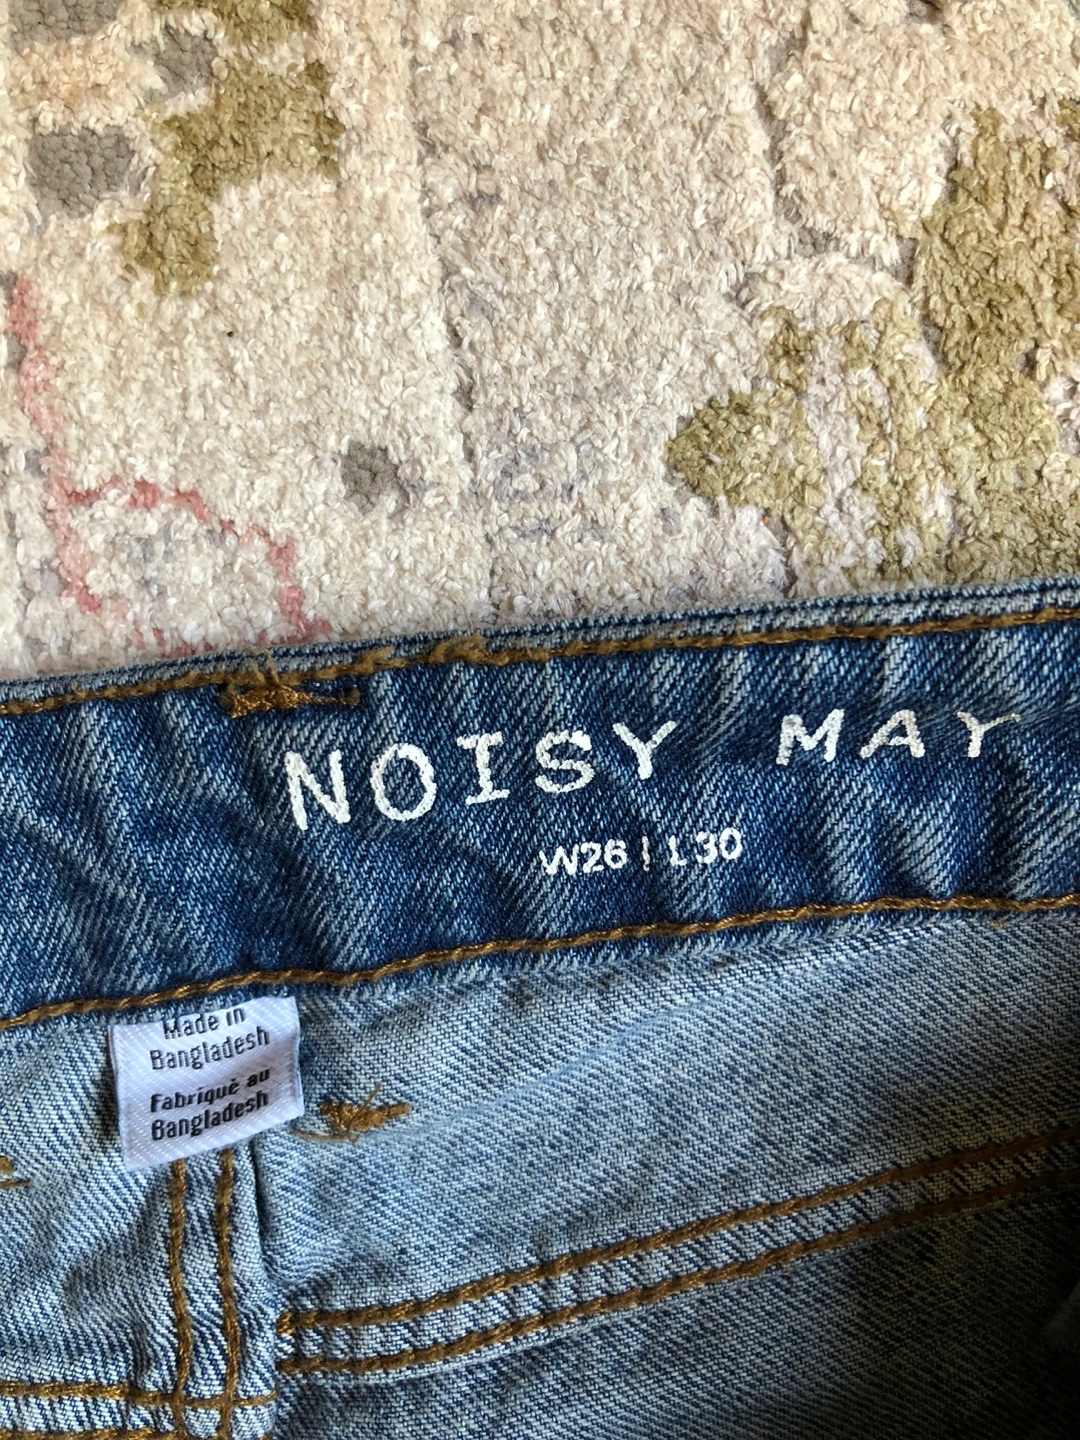 NOISY MAY
W26 | L30
Made in
Bangladesh
Fabriqué au
Bangladesh